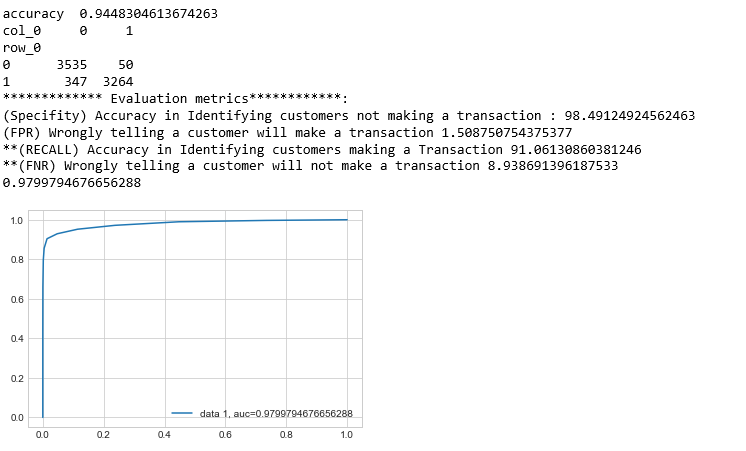 accuracy  0.9448304613674263
col_0     0     1
row_0
0      3535    50
1       347  3264
************* Evaluation metrics************:
(Specifity) Accuracy in Identifying customers not making a transaction : 98.49124924562463
(FPR) Wrongly telling a customer will make a transaction 1.508750754375377
**(RECALL) Accuracy in Identifying customers making a Transaction 91.06130860381246
**(FNR) Wrongly telling a customer will not make a transaction 8.938691396187533
0.9799794676656288
1.0
0.8
0.6
0.4
0.2
0.0
data 1, auc=0.9799794676656288
0.0 0.2 0.4 0.6 0.8 1.0